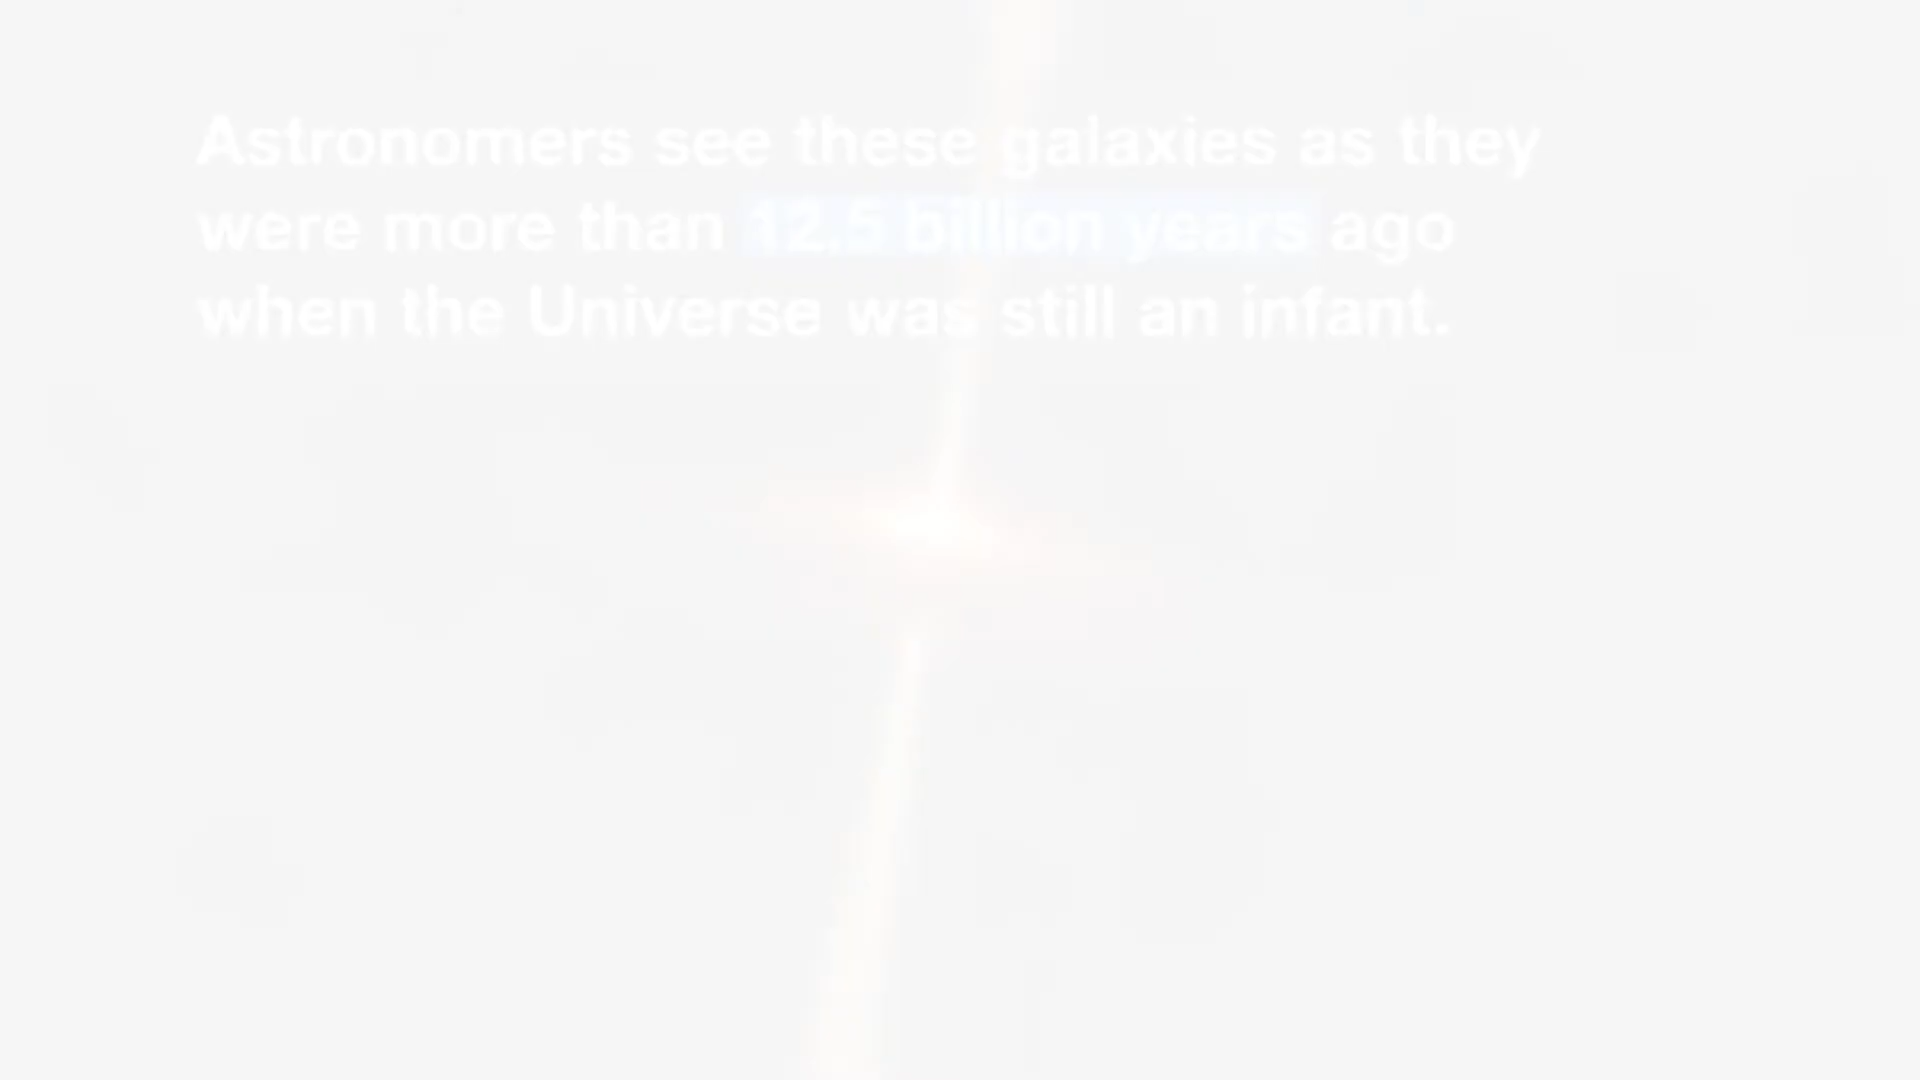 Astronomers see these galaxies as they
were more than 12.5 billion years ago
when the Universe was still an infant.